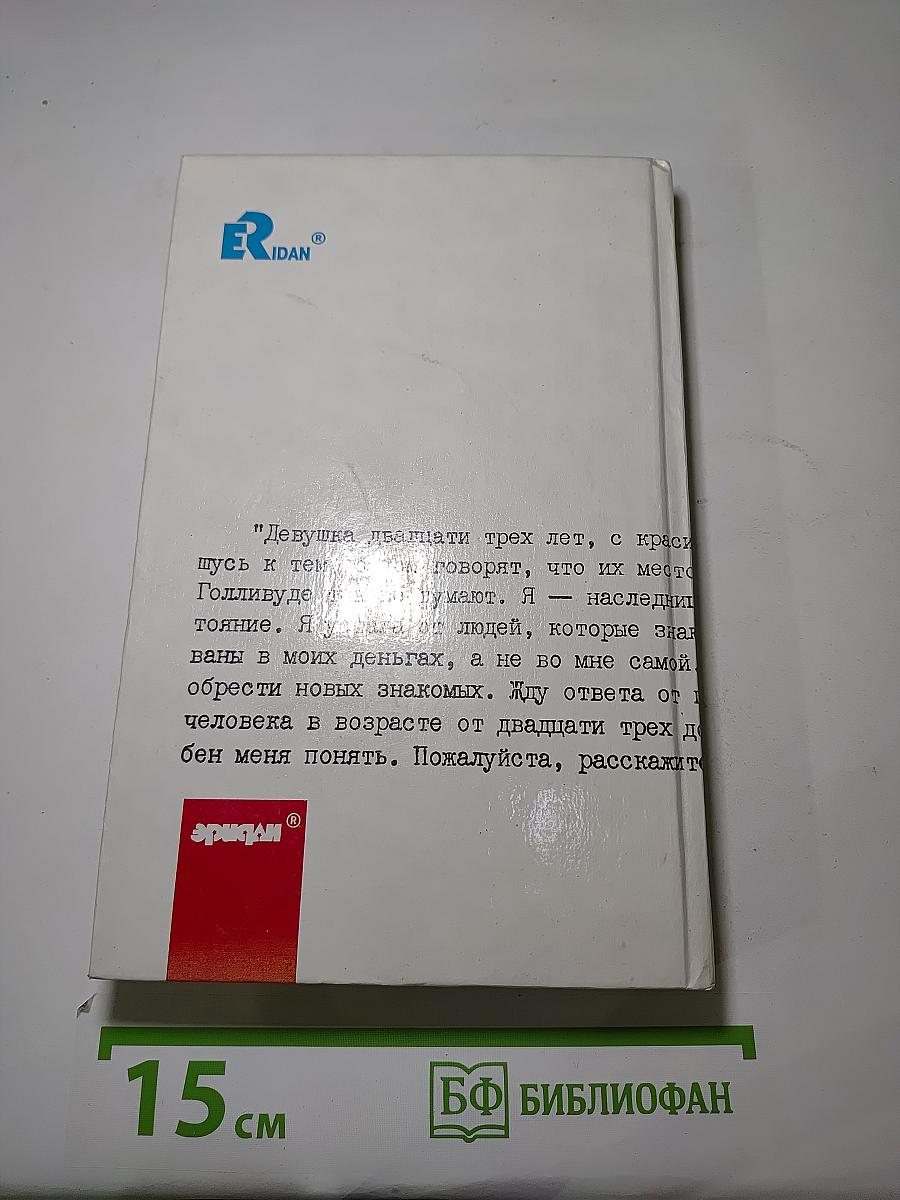 ERIDAN®
"Девушка двадцати трех лет, с краси
шусь к тем говорят, что их место
Голливуде думают. Я — наследниц
тояние. Я от людей, которые знак
ваны в моих деньгах, а не во мне самой.
обрести новых знакомых. Жду ответа от
человека в возрасте от двадцати трех до
бен меня понять. Пожалуйста, расскажите
эридан®
15 см
БФ БИБЛИОФАН